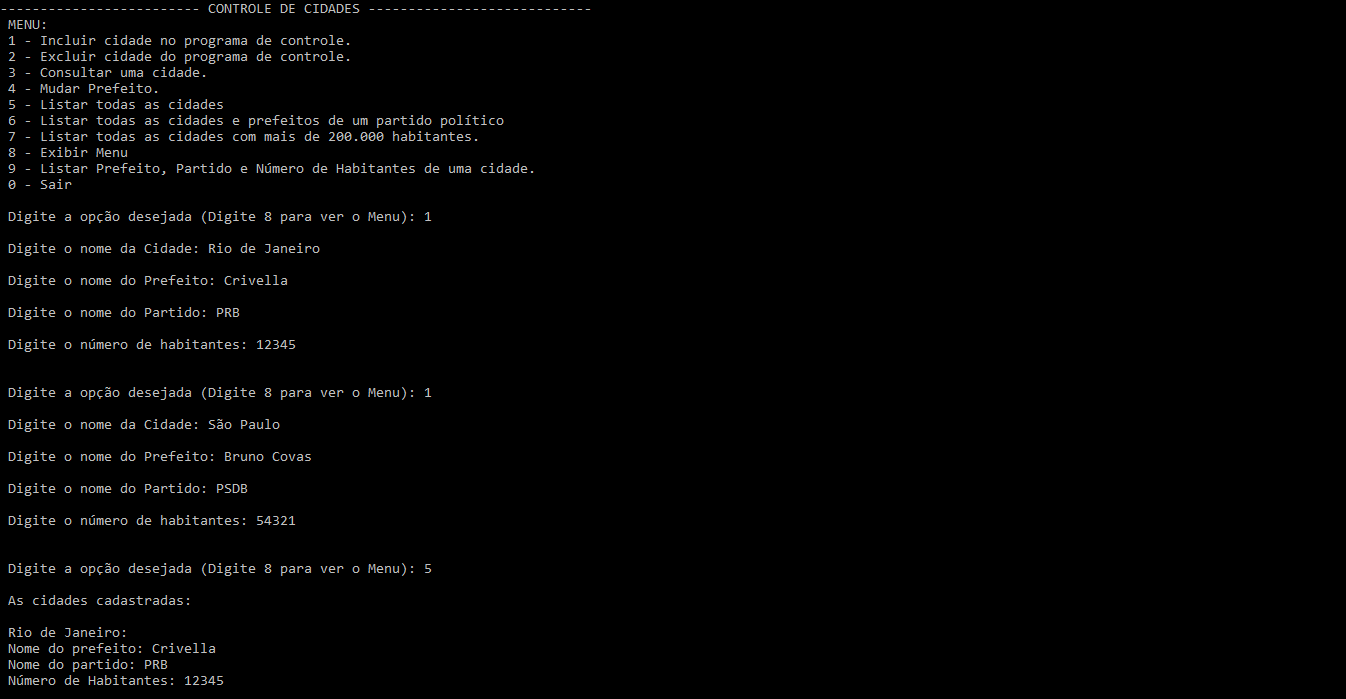 ------------------------- CONTROLE DE CIDADES ----------------------------
MENU:
1 - Incluir cidade no programa de controle.
2 - Excluir cidade do programa de controle.
3 - Consultar uma cidade.
4 - Mudar Prefeito.
5 - Listar todas as cidades
6 - Listar todas as cidades e prefeitos de um partido político
7 - Listar todas as cidades com mais de 200.000 habitantes.
8 - Exibir Menu
9 - Listar Prefeito, Partido e Número de Habitantes de uma cidade.
0 - Sair
Digite a opção desejada (Digite 8 para ver o Menu): 1
Digite o nome da Cidade: Rio de Janeiro
Digite o nome do Prefeito: Crivella
Digite o nome do Partido: PRB
Digite o número de habitantes: 12345
Digite a opção desejada (Digite 8 para ver o Menu): 1
Digite o nome da Cidade: São Paulo
Digite o nome do Prefeito: Bruno Covas
Digite o nome do Partido: PSDB
Digite o número de habitantes: 54321
Digite a opção desejada (Digite 8 para ver o Menu): 5
As cidades cadastradas:
Rio de Janeiro:
Nome do prefeito: Crivella
Nome do partido: PRB
Número de Habitantes: 12345